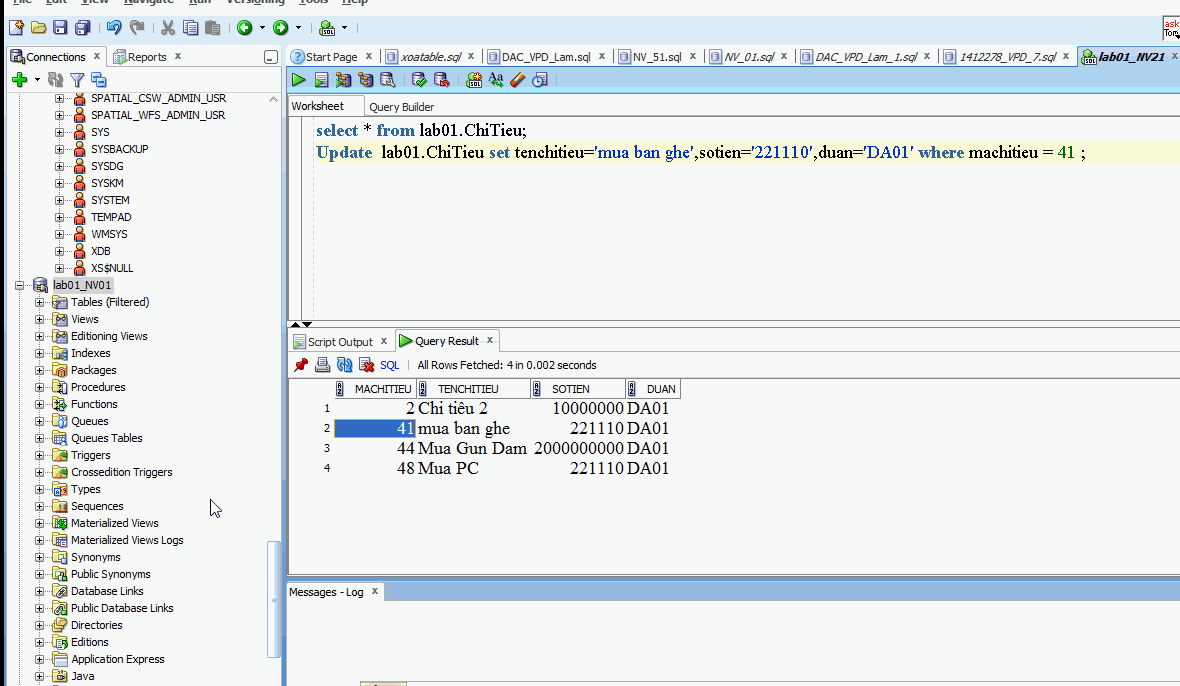 File Edit View Navigate Run Versioning Tools Help
Connections
Reports
Start Page
xoatable.sql
DAC_VPD_Lam.sql
NV_51.sql
NV_01.sql
DAC_VPD_Lam_1.sql
1412278_VPD_7.sql
lab01_NV21
ask
Tom
SPATIAL_CSW_ADMIN_USR
SPATIAL_WFS_ADMIN_USR
SYS
SYSBACKUP
SYSDG
SYSKM
SYSTEM
TEMPAD
WMSYS
XDB
XS$NULL
lab01_NV01
Tables (Filtered)
Views
Editioning Views
Indexes
Packages
Procedures
Functions
Queues
Queues Tables
Triggers
Crossedition Triggers
Types
Sequences
Materialized Views
Materialized Views Logs
Synonyms
Public Synonyms
Database Links
Public Database Links
Directories
Editions
Application Express
Java
Worksheet Query Builder
select * from lab01.ChiTieu;
Update lab01.ChiTieu set tenchitieu='mua ban ghe',sotien='221110',duan='DA01' where machitieu = 41 ;
Script Output
Query Result
SQL | All Rows Fetched: 4 in 0.002 seconds
MACHITIEU TENCHITIEU SOTIEN DUAN
1 2 Chi tiêu 2 10000000 DA01
2 41 mua ban ghe 221110 DA01
3 44 Mua Gun Dam 2000000000 DA01
4 48 Mua PC 221110 DA01
Messages - Log